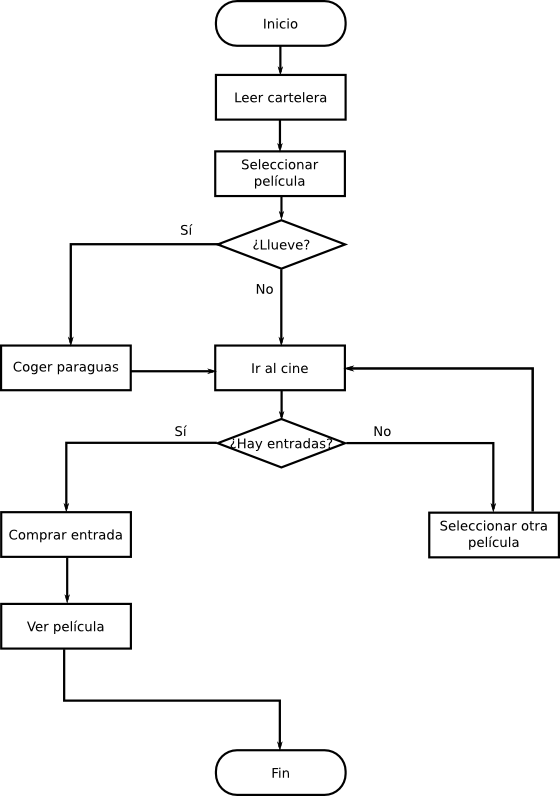 Inicio
Leer cartelera
Seleccionar
película
¿Llueve?
Sí
No
Coger paraguas
Ir al cine
¿Hay entradas?
Sí
No
Comprar entrada
Seleccionar otra
película
Ver película
Fin